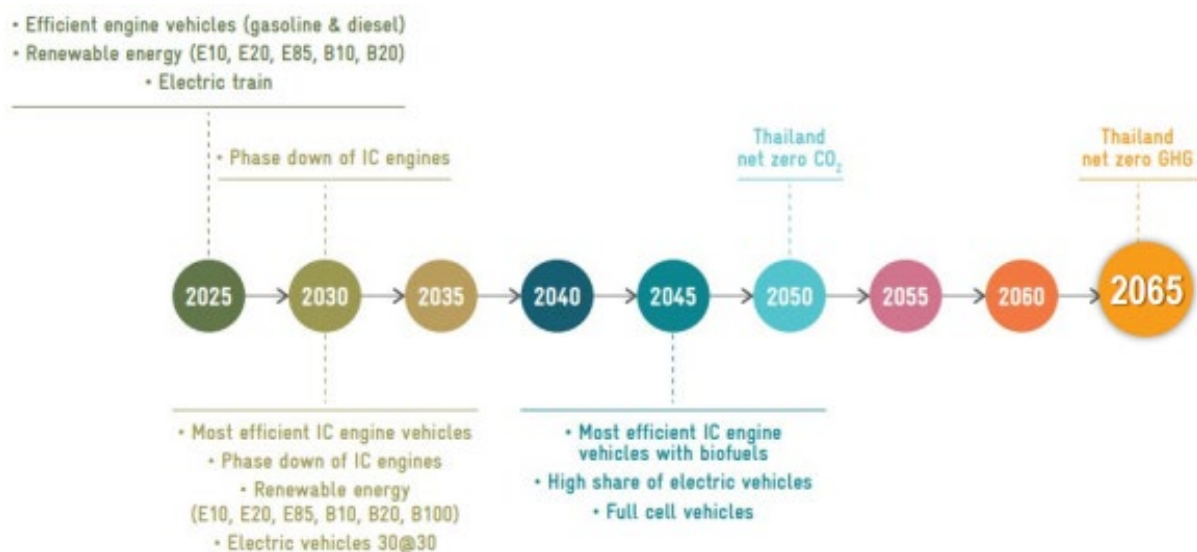 • Efficient engine vehicles (gasoline & diesel)
• Renewable energy (E10, E20, E85, B10, B20)
• Electric train
• Phase down of IC engines
Thailand
net zero CO₂
Thailand
net zero GHG
2025
2030
2035
2040
2045
2050
2055
2060
2065
• Most efficient IC engine vehicles
• Phase down of IC engines
• Renewable energy
(E10, E20, E85, B10, B20, B100)
• Electric vehicles 30@30
• Most efficient IC engine
vehicles with biofuels
• High share of electric vehicles
• Full cell vehicles